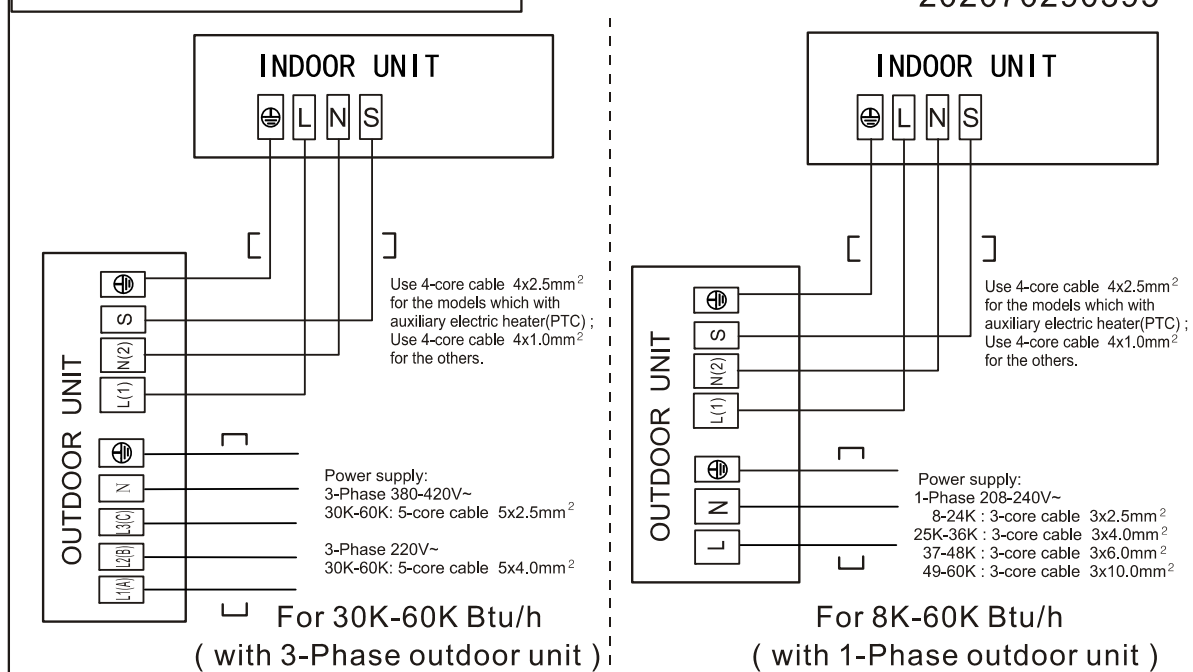 INDOOR UNIT
L N S
OUTDOOR UNIT
S
N(2)
L(1)
N
L3(C)
L2(B)
L1(A)
Use 4-core cable 4x2.5mm²
for the models which with
auxiliary electric heater(PTC) ;
Use 4-core cable 4x1.0mm²
for the others.
Power supply:
3-Phase 380-420V~
30K-60K: 5-core cable 5x2.5mm²
3-Phase 220V~
30K-60K: 5-core cable 5x4.0mm²
For 30K-60K Btu/h
( with 3-Phase outdoor unit )
INDOOR UNIT
L N S
OUTDOOR UNIT
S
N(2)
L(1)
N
L
Use 4-core cable 4x2.5mm²
for the models which with
auxiliary electric heater(PTC) ;
Use 4-core cable 4x1.0mm²
for the others.
Power supply:
1-Phase 208-240V~
8-24K : 3-core cable 3x2.5mm²
25K-36K : 3-core cable 3x4.0mm²
37-48K : 3-core cable 3x6.0mm²
49-60K : 3-core cable 3x10.0mm²
For 8K-60K Btu/h
( with 1-Phase outdoor unit )